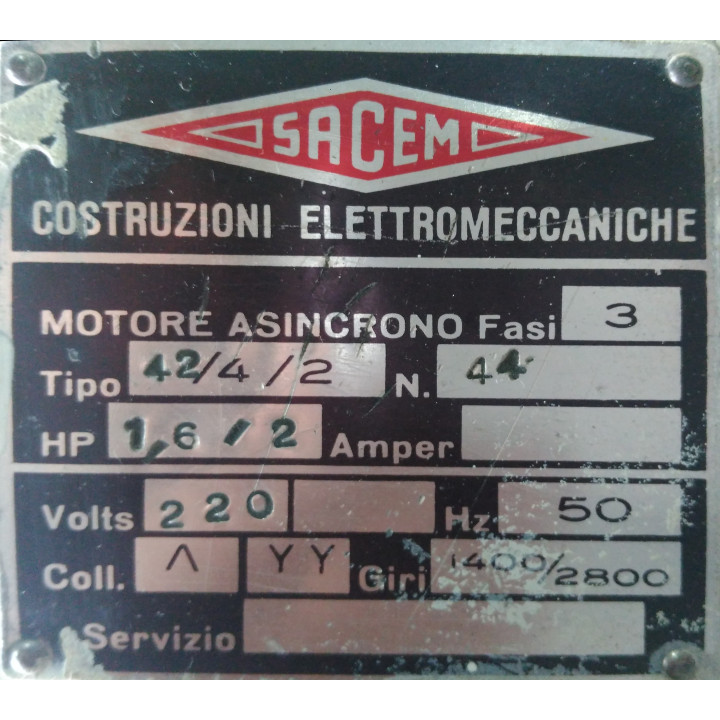 SACEM
COSTRUZIONI ELETTROMECCANICHE
MOTORE ASINCRONO Fasi 3
Tipo 42/4/2 N. 44
HP 1,6/2 Amper
Volts 220 Hz 50
Coll. Λ YY Giri 1400/2800
Servizio